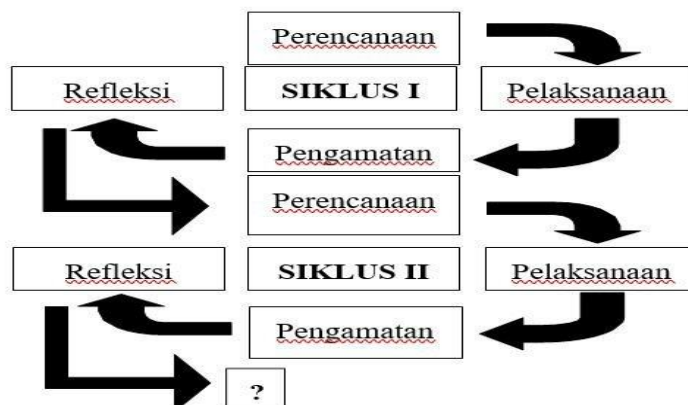 Perencanaan
Refleksi
SIKLUS I
Pelaksanaan
Pengamatan
Perencanaan
Refleksi
SIKLUS II
Pelaksanaan
Pengamatan
?